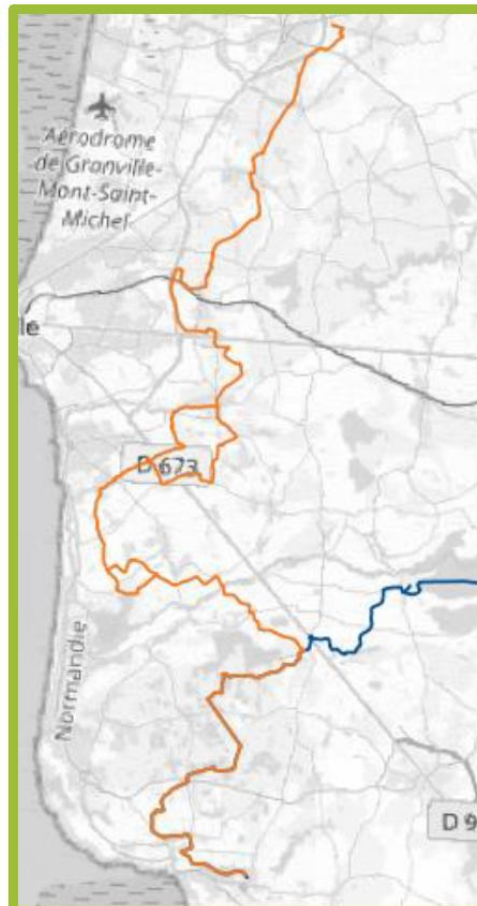 Aérodrome
de Granville-
Mont-Saint-
Michel
le
D 673
Normandie
D 9